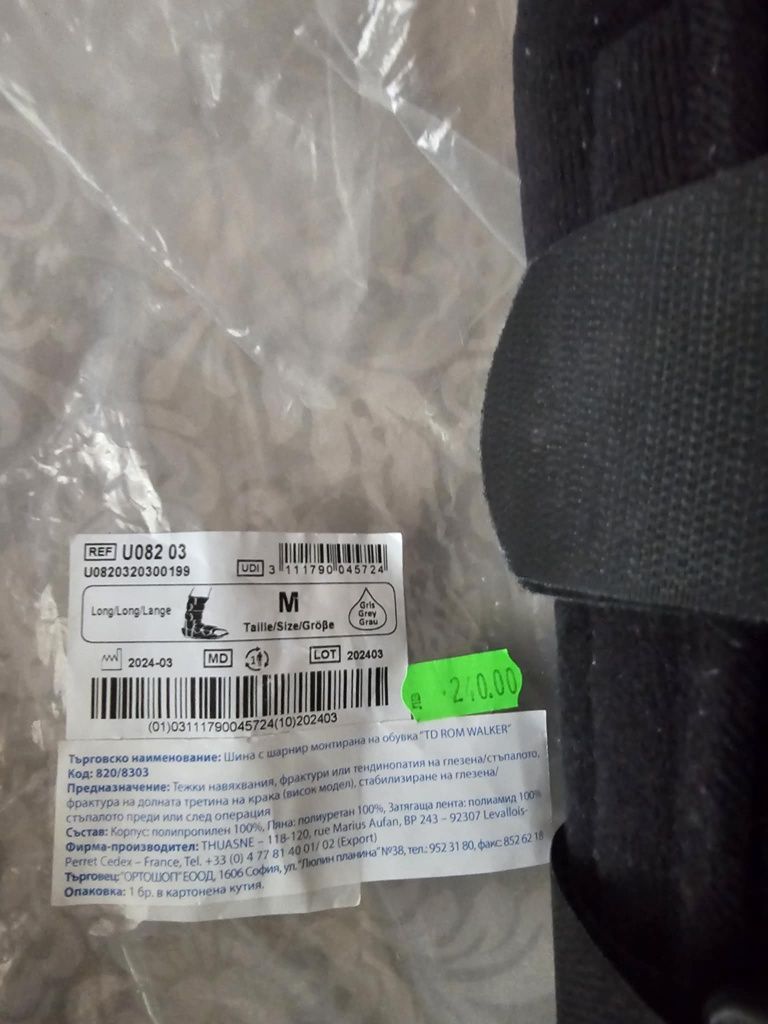 REF U082 03
U0820320300199
UDI 3 111790 045724
Long/Long/Lange
M
Taille/Size/Größe
Gris
Grey
Grau
2024-03 MD 1 LOT 202403
(01)03111790045724(10)202403
ЛВ 240.00
Търговско наименование: Шина с шарнир монтирана на обувка "TD ROM WALKER"
Код: 820/8303
Предназначение: Тежки навяхвания, фрактури или тендинопатия на глезена/стъпалото,
фрактура на долната третина на крака (висок модел), стабилизиране на глезена/
стъпалото преди или след операция
Състав: Корпус: полипропилен 100%, Пяна: полиуретан 100%, Затягаща лента: полиамид 100%
Фирма-производител: THUASNE – 118-120, rue Marius Aufan, BP 243 – 92307 Levallois-
Perret Cedex – France, Tel. +33 (0) 4 77 81 40 01/ 02 (Export)
Търговец: "ОРТОШОП" ЕООД, 1606 София, ул. "Люлин планина" №38, тел.: 952 31 80, факс: 852 62 18
Опаковка: 1 бр. в картонена кутия.